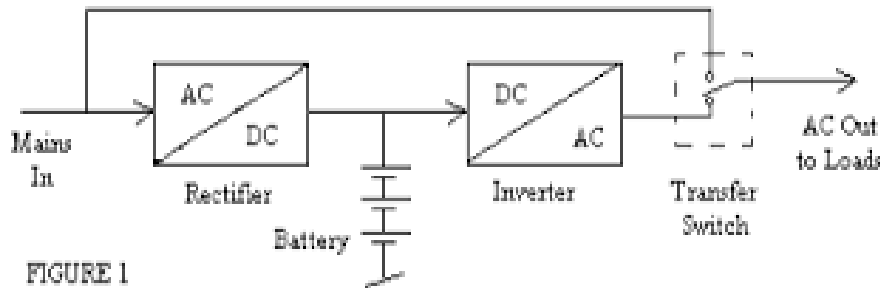 AC
DC
DC
AC
Mains
In
Rectifier
Inverter
Transfer
Switch
AC Out
to Loads
Battery
FIGURE 1